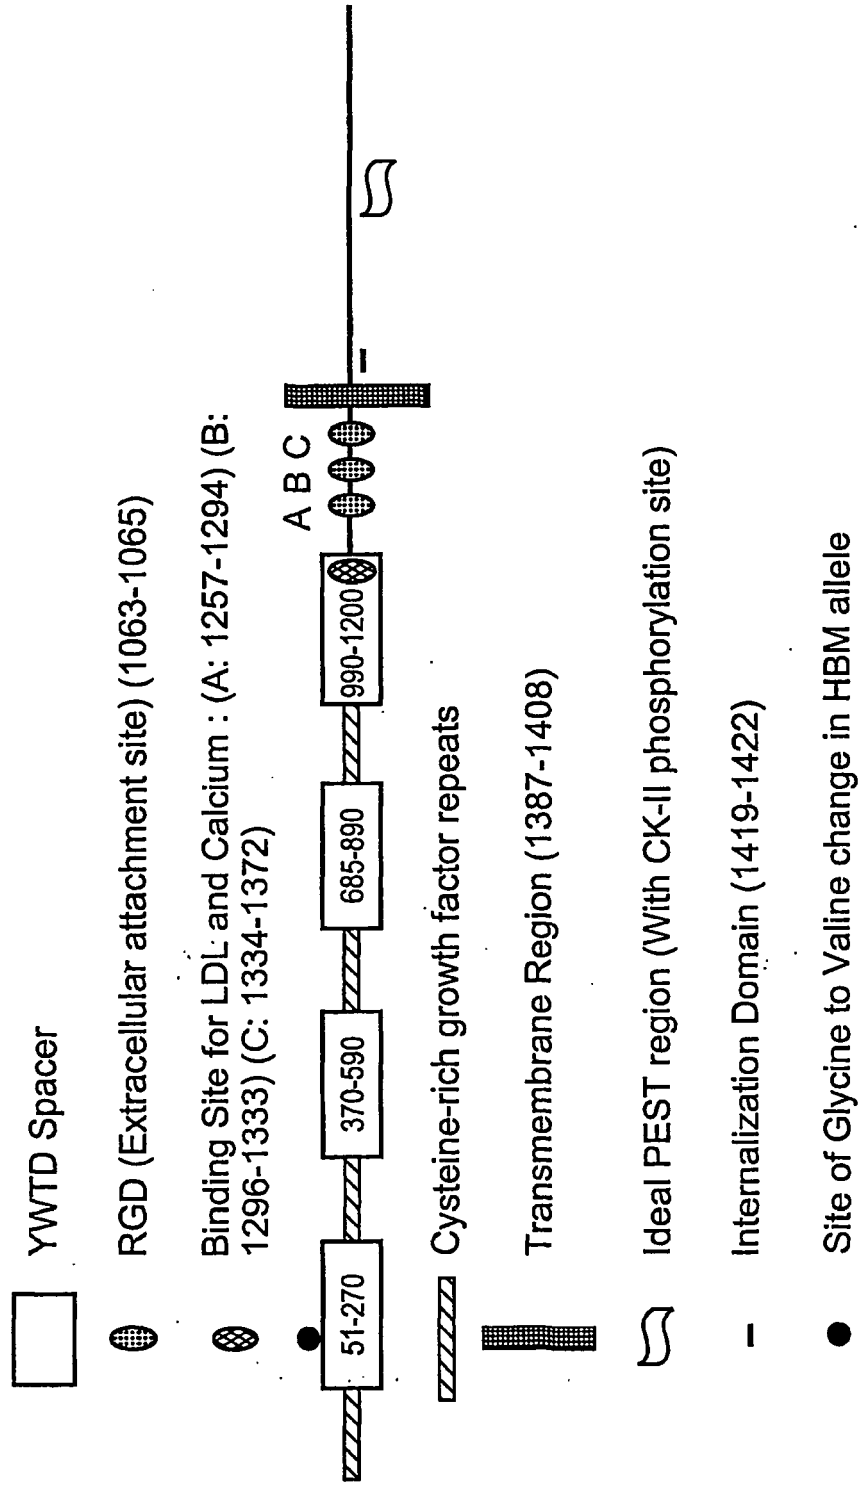 YWTD Spacer
RGD (Extracellular attachment site) (1063-1065)
Binding Site for LDL and Calcium : (A: 1257-1294) (B:
1296-1333) (C: 1334-1372)
A B C
51-270
370-590
685-890
990-1200
Cysteine-rich growth factor repeats
Transmembrane Region (1387-1408)
Ideal PEST region (With CK-II phosphorylation site)
Internalization Domain (1419-1422)
Site of Glycine to Valine change in HBM allele